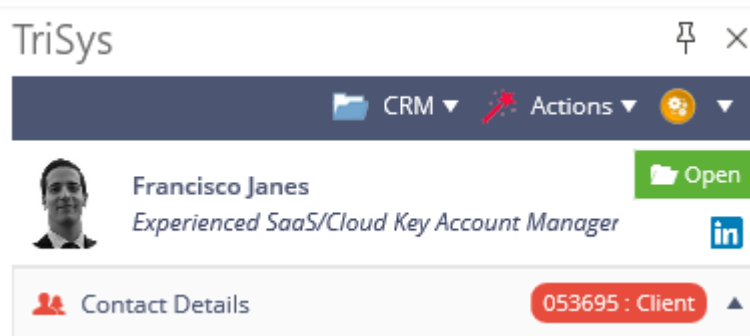 TriSys
CRM Actions
Open
Francisco Janes
Experienced SaaS/Cloud Key Account Manager
in
Contact Details 053695 : Client